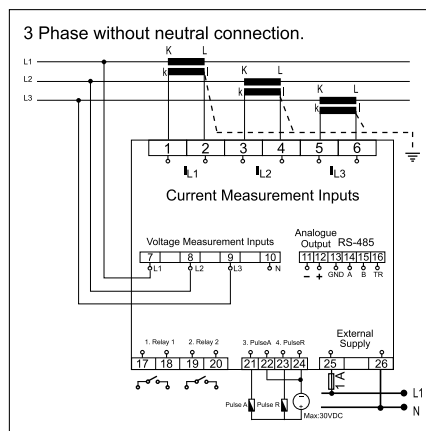 3 Phase without neutral connection.
K L
L1
K L
L2 k l
K L
L3 k l
k l
1 2 3 4 5 6
IL1 IL2 IL3
Current Measurement Inputs
Analogue Output RS-485
Voltage Measurement Inputs
7 8 9 10 11 12 13 14 15 16
L1 L2 L3 N - + GND A B TR
External Supply
1. Relay 1 2. Relay 2 3. PulseA 4. PulseR
17 18 19 20 21 22 23 24 25 26
1 A
Pulse A Pulse R L1
Max:30VDC N